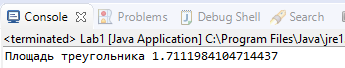 Console Problems Debug Shell Search
<terminated> Lab1 [Java Application] C:\Program Files\Java\jre1
Площадь треугольника 1.7111984104714437